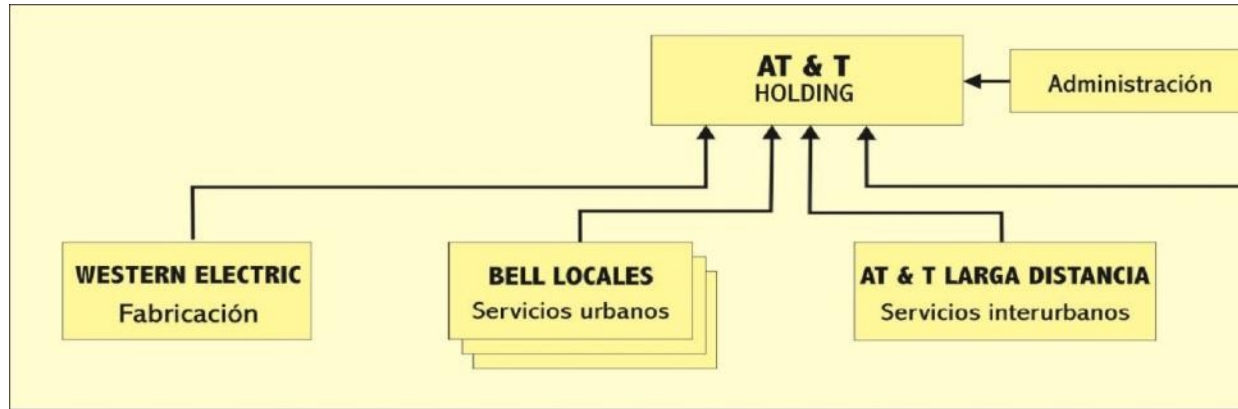 AT & T
HOLDING
Administración
WESTERN ELECTRIC
Fabricación
BELL LOCALES
Servicios urbanos
AT & T LARGA DISTANCIA
Servicios interurbanos